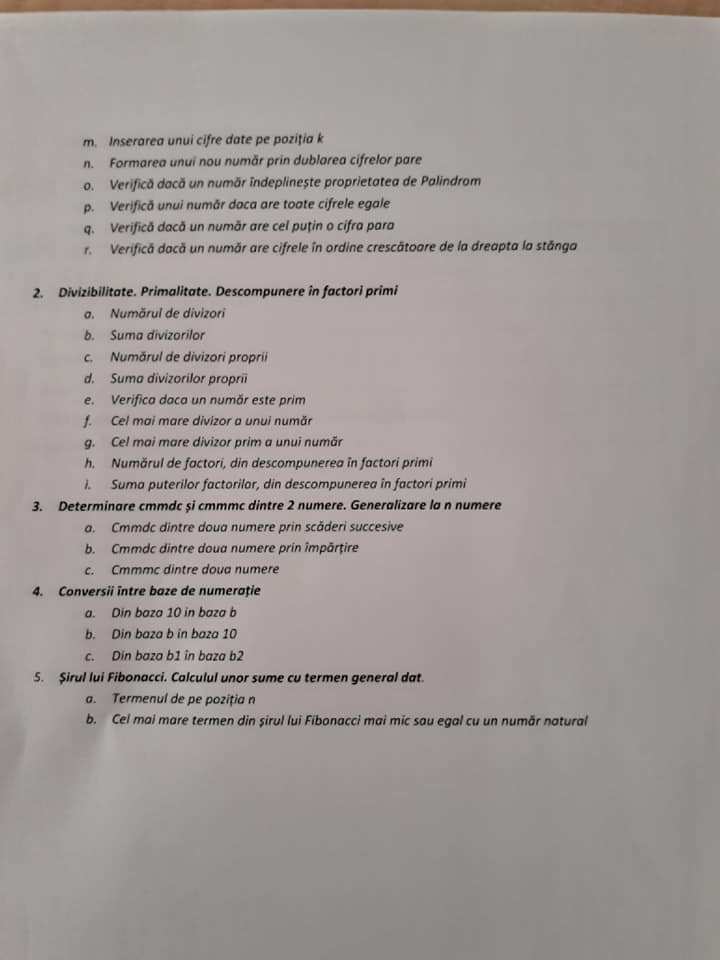 m. Inserarea unui cifre date pe poziția k
n. Formarea unui nou număr prin dublarea cifrelor pare
o. Verifică dacă un număr îndeplinește proprietatea de Palindrom
p. Verifică unui număr daca are toate cifrele egale
q. Verifică dacă un număr are cel puțin o cifra para
r. Verifică dacă un număr are cifrele în ordine crescătoare de la dreapta la stânga
2. Divizibilitate. Primalitate. Descompunere în factori primi
a. Numărul de divizori
b. Suma divizorilor
c. Numărul de divizori proprii
d. Suma divizorilor proprii
e. Verifica daca un număr este prim
f. Cel mai mare divizor a unui număr
g. Cel mai mare divizor prim a unui număr
h. Numărul de factori, din descompunerea în factori primi
i. Suma puterilor factorilor, din descompunerea în factori primi
3. Determinare cmmdc și cmmmc dintre 2 numere. Generalizare la n numere
a. Cmmdc dintre doua numere prin scăderi succesive
b. Cmmdc dintre doua numere prin împărțire
c. Cmmmc dintre doua numere
4. Conversii între baze de numerație
a. Din baza 10 in baza b
b. Din baza b in baza 10
c. Din baza b1 în baza b2
5. Șirul lui Fibonacci. Calculul unor sume cu termen general dat.
a. Termenul de pe poziția n
b. Cel mai mare termen din șirul lui Fibonacci mai mic sau egal cu un număr natural